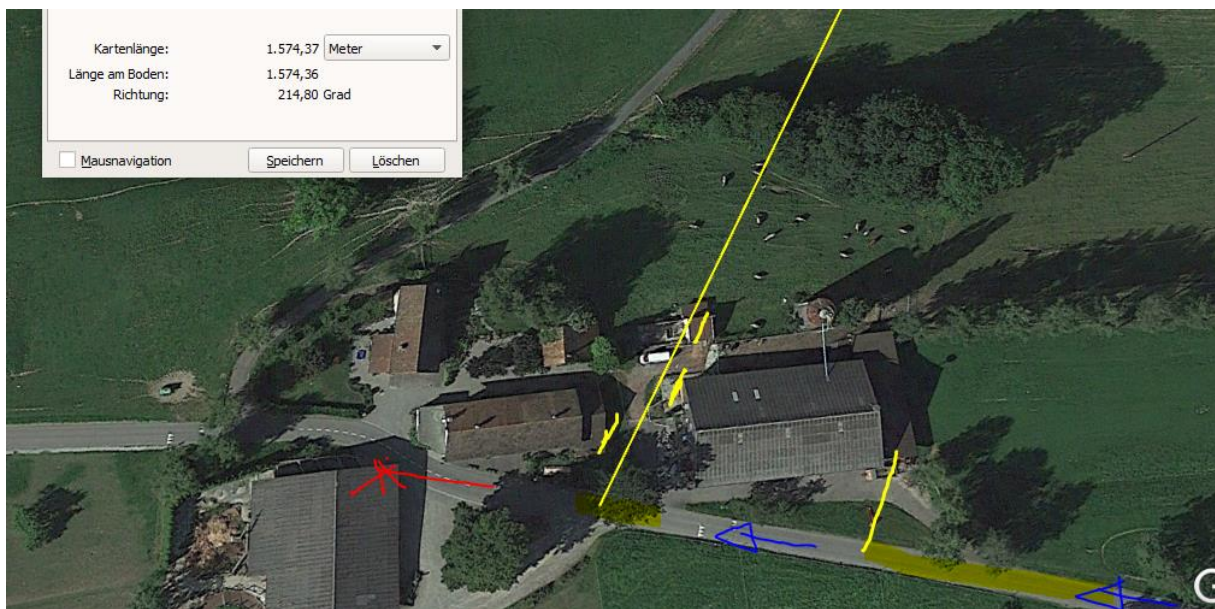 Kartenlänge: 1.574,37 Meter
Länge am Boden: 1.574,36
Richtung: 214,80 Grad
Mausnavigation Speichern Löschen
G